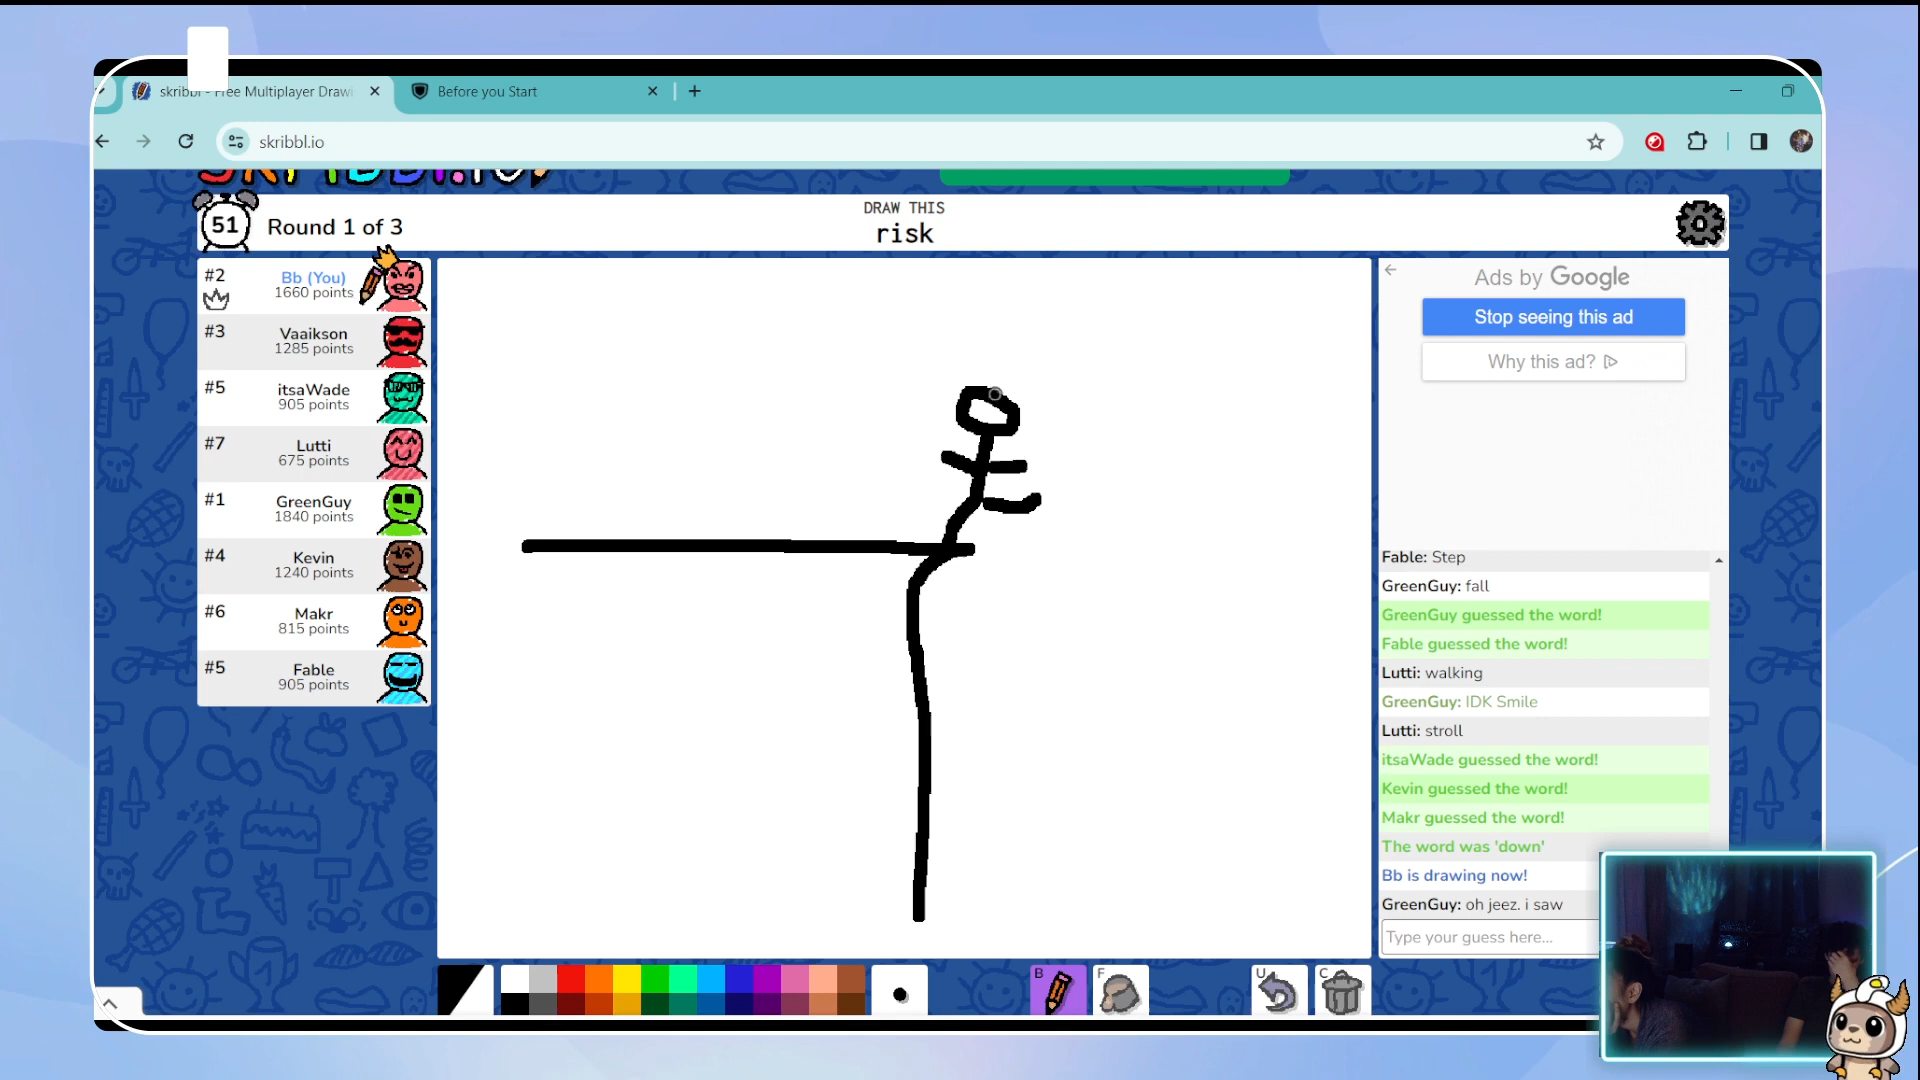 skribbl - Free Multiplayer Drawi
Before you Start
skribbl.io
51
Round 1 of 3
DRAW THIS
risk
#2
Bb (You)
1660 points
#3
Vaaikson
1285 points
#5
itsaWade
905 points
#7
Lutti
675 points
#1
GreenGuy
1840 points
#4
Kevin
1240 points
#6
Makr
815 points
#5
Fable
905 points
Ads by Google
Stop seeing this ad
Why this ad?
Fable: Step
GreenGuy: fall
GreenGuy guessed the word!
Fable guessed the word!
Lutti: walking
GreenGuy: IDK Smile
Lutti: stroll
itsaWade guessed the word!
Kevin guessed the word!
Makr guessed the word!
The word was 'down'
Bb is drawing now!
GreenGuy: oh jeez. i saw
Type your guess here...
B
F
U
C